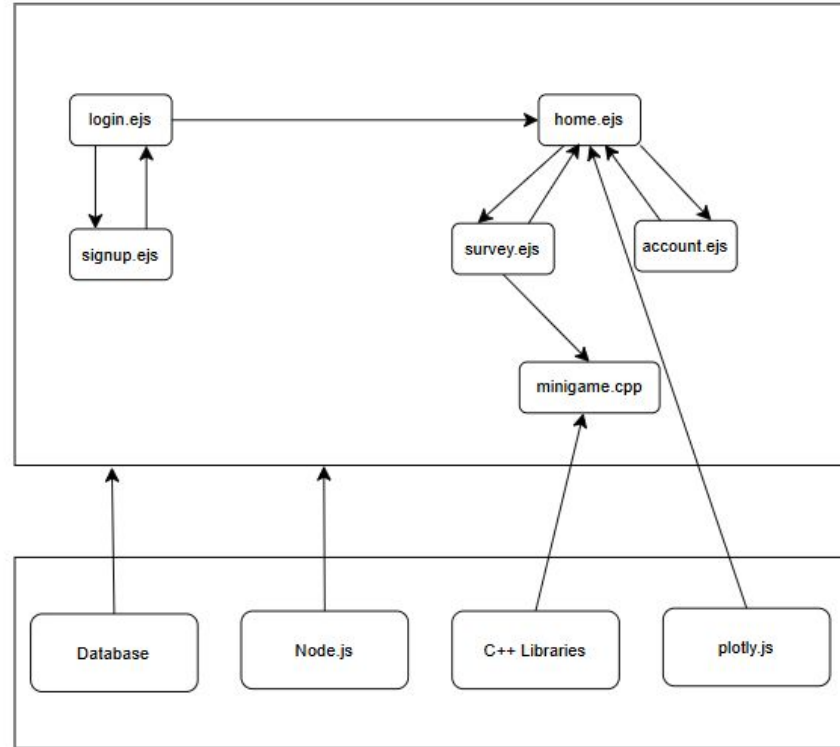 login.ejs
home.ejs
signup.ejs
survey.ejs
account.ejs
minigame.cpp
Database
Node.js
C++ Libraries
plotly.js